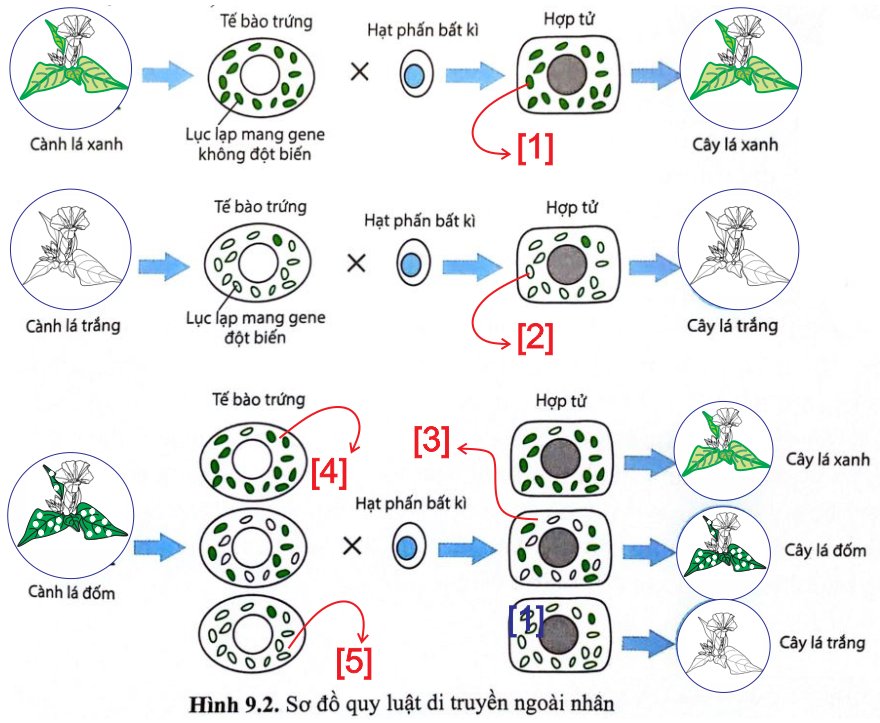 Tế bào trứng
Hạt phấn bất kì
Hợp tử
Cành lá xanh
Lục lạp mang gene
không đột biến
[1]
Cây lá xanh
Tế bào trứng
Hạt phấn bất kì
Hợp tử
Cành lá trắng
Lục lạp mang gene
đột biến
[2]
Cây lá trắng
Tế bào trứng
Hợp tử
[4]
[3]
Cây lá xanh
Hạt phấn bất kì
Cành lá đốm
Cây lá đốm
[5]
[1]
Cây lá trắng
Hình 9.2. Sơ đồ quy luật di truyền ngoài nhân